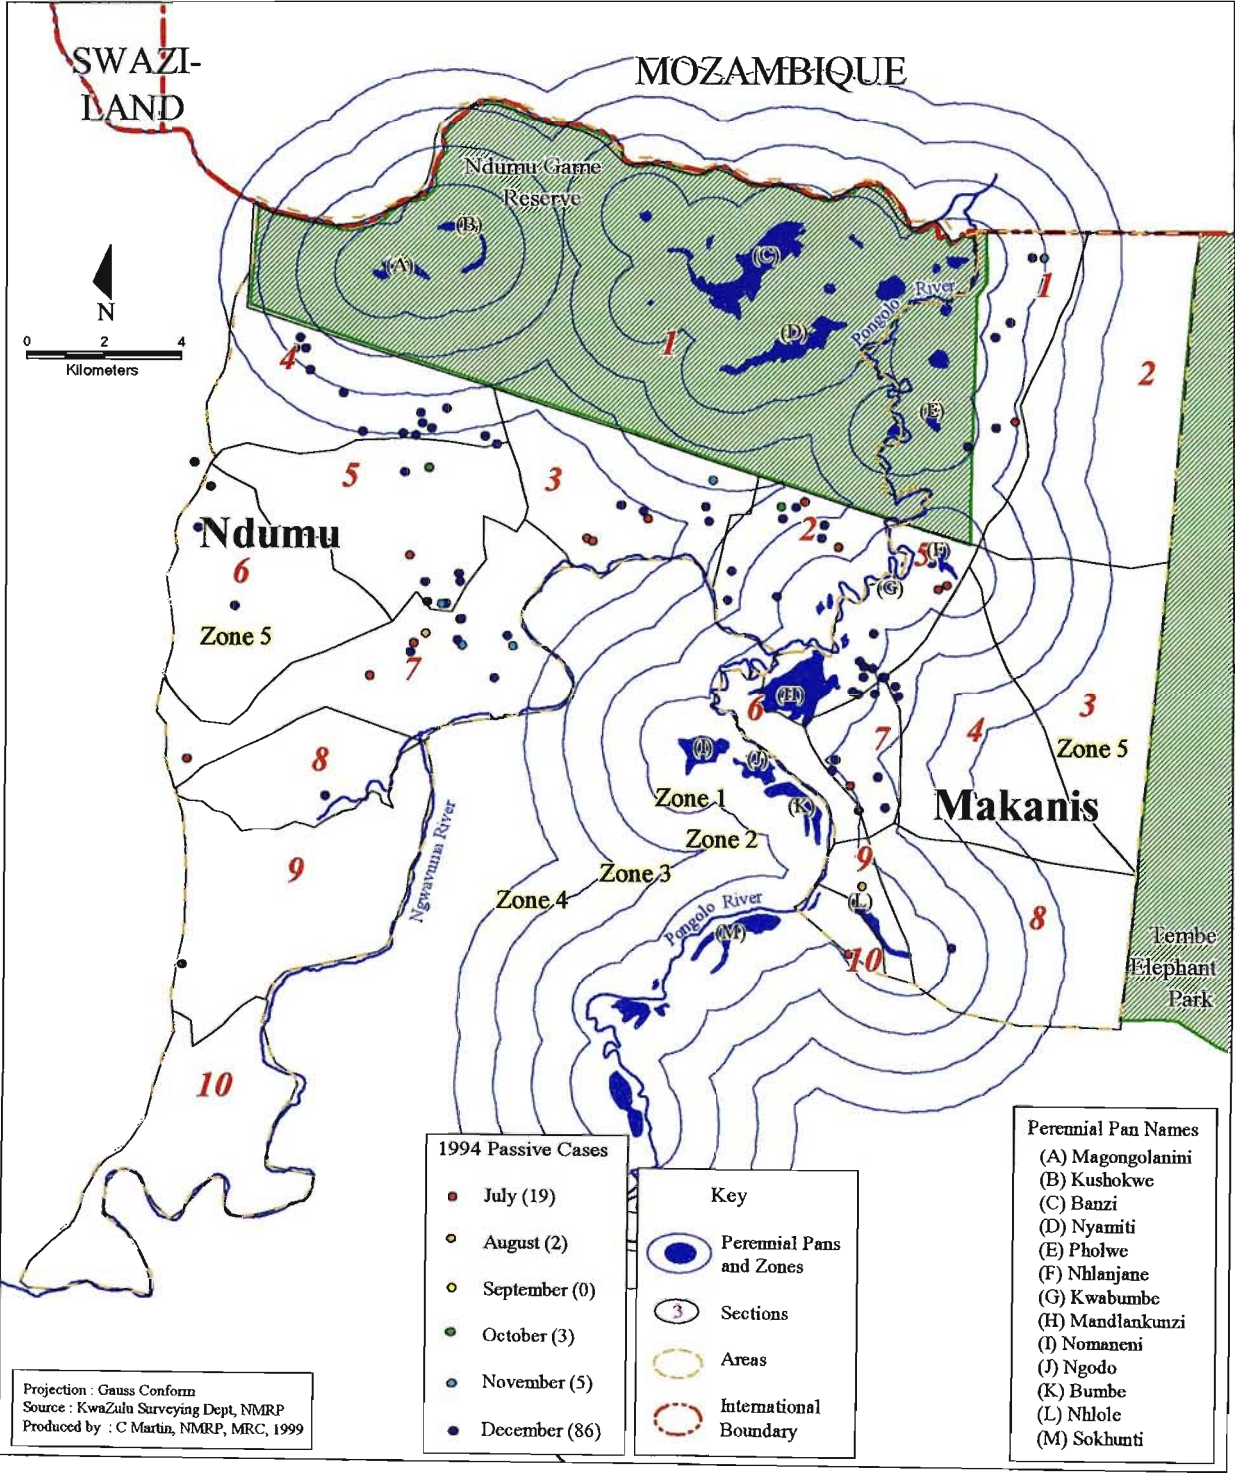 SWAZI-
LAND
MOZAMBIQUE
Ndumu Game
Reserve
(B)
(A)
(C)
(D)
(E)
Pongolo River
1
1
2
N
0 2 4
Kilometers
4
5
3
2
5
(F)
(G)
Ndumu
6
Zone 5
7
(H)
6
7
4
3
Zone 5
8
(I)
(J)
(K)
Zone 1
Zone 2
Zone 3
Zone 4
Makanis
9
Ngwavuma River
9
(L)
8
Pongolo River
(M)
10
Tembe
Elephant
Park
10
1994 Passive Cases
July (19)
August (2)
September (0)
October (3)
November (5)
December (86)
Key
Perennial Pans
and Zones
3
Sections
Areas
International
Boundary
Perennial Pan Names
(A) Magongolanini
(B) Kushokwe
(C) Banzi
(D) Nyamiti
(E) Pholwe
(F) Nhlanjane
(G) Kwabumbe
(H) Mandlankunzi
(I) Nomaneni
(J) Ngodo
(K) Bumbe
(L) Nhlole
(M) Sokhunti
Projection : Gauss Conform
Source : KwaZulu Surveying Dept, NMRP
Produced by : C Martin, NMRP, MRC, 1999